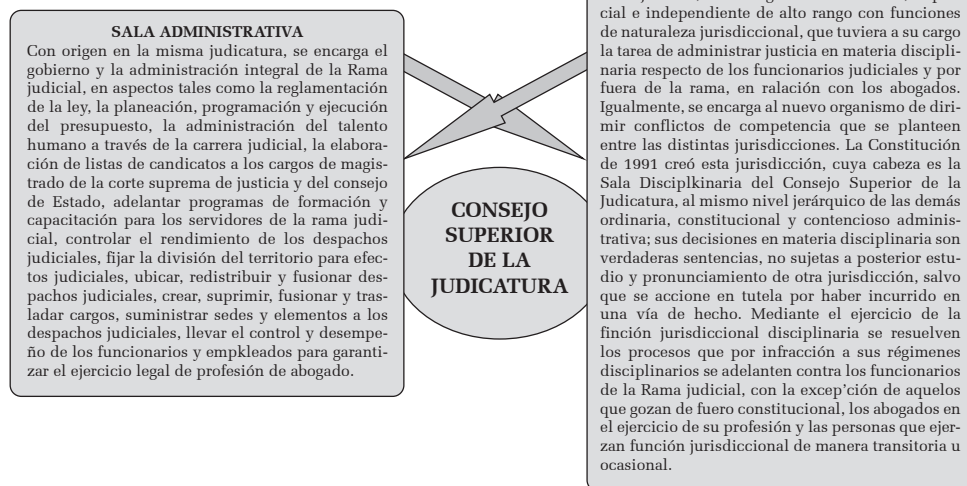 SALA ADMINISTRATIVA
Con origen en la misma judicatura, se encarga el
gobierno y la administración integral de la Rama
judicial, en aspectos tales como la reglamentación
de la ley, la planeación, programación y ejecución
del presupuesto, la administración del talento
humano a través de la carrera judicial, la elabora-
ción de listas de candicatos a los cargos de magis-
trado de la corte suprema de justicia y del consejo
de Estado, adelantar programas de formación y
capacitación para los servidores de la rama judi-
cial, controlar el rendimiento de los despachos
judiciales, fijar la división del territorio para efec-
tos judiciales, ubicar, redistribuir y fusionar des-
pachos judiciales, crear, suprimir, fusionar y tras-
ladar cargos, suministrar sedes y elementos a los
despachos judiciales, llevar el control y desempe-
ño de los funcionarios y empkleados para garanti-
zar el ejercicio legal de profesión de abogado.
CONSEJO
SUPERIOR
DE LA
JUDICATURA
cial e independiente de alto rango con funciones
de naturaleza jurisdiccional, que tuviera a su cargo
la tarea de administrar justicia en materia discipli-
naria respecto de los funcionarios judiciales y por
fuera de la rama, en ralación con los abogados.
Igualmente, se encarga al nuevo organismo de diri-
mir conflictos de competencia que se planteen
entre las distintas jurisdicciones. La Constitución
de 1991 creó esta jurisdicción, cuya cabeza es la
Sala Disciplkinaria del Consejo Superior de la
Judicatura, al mismo nivel jerárquico de las demás
ordinaria, constitucional y contencioso adminis-
trativa; sus decisiones en materia disciplinaria son
verdaderas sentencias, no sujetas a posterior estu-
dio y pronunciamiento de otra jurisdicción, salvo
que se accione en tutela por haber incurrido en
una vía de hecho. Mediante el ejercicio de la
finción jurisdiccional disciplinaria se resuelven
los procesos que por infracción a sus régimenes
disciplinarios se adelanten contra los funcionarios
de la Rama judicial, con la excep'ción de aquelos
que gozan de fuero constitucional, los abogados en
el ejercicio de su profesión y las personas que ejer-
zan función jurisdiccional de manera transitoria u
ocasional.